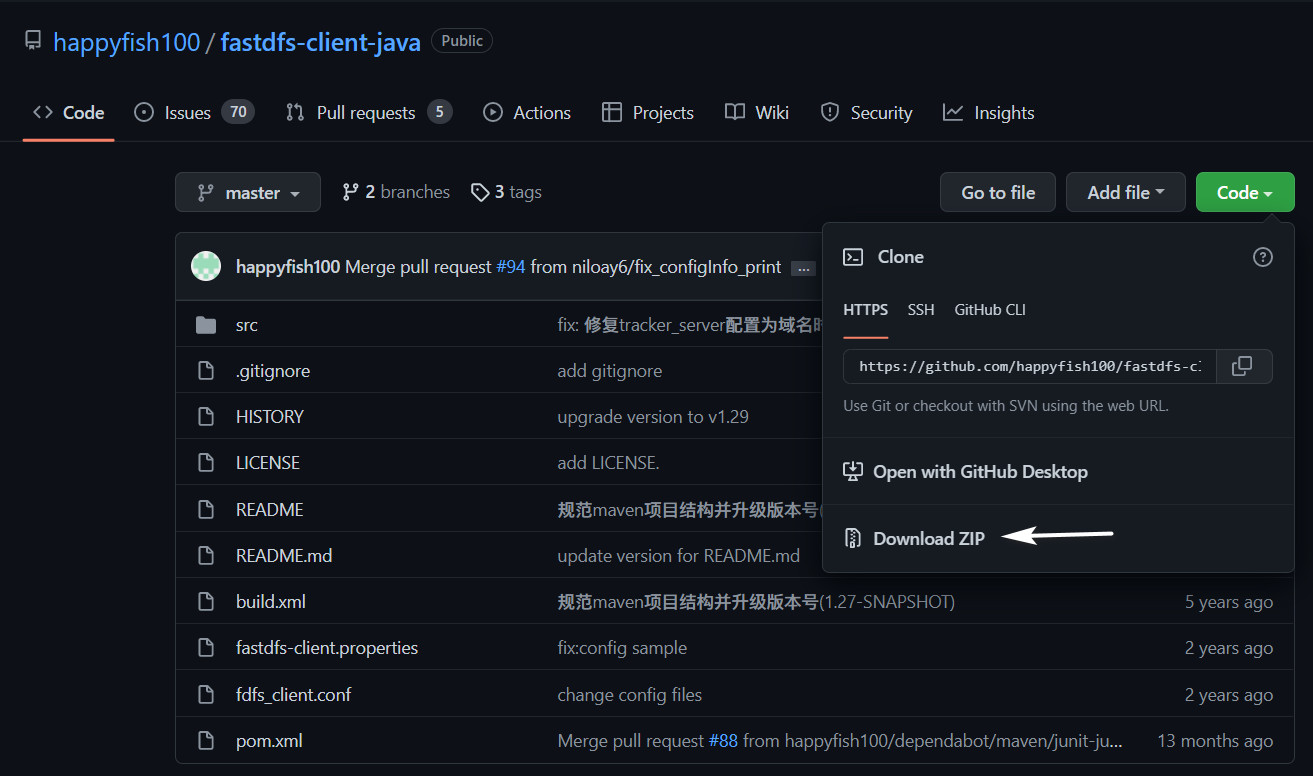 happyfish100 / fastdfs-client-java Public
Code Issues 70 Pull requests 5 Actions Projects Wiki Security Insights
master 2 branches 3 tags Go to file Add file Code
happyfish100 Merge pull request #94 from niloay6/fix_configInfo_print ...
Clone
HTTPS SSH GitHub CLI
https://github.com/happyfish100/fastdfs-c
Use Git or checkout with SVN using the web URL.
Open with GitHub Desktop
Download ZIP
src fix: 修复tracker_server配置为域名
.gitignore add gitignore
HISTORY upgrade version to v1.29
LICENSE add LICENSE.
README 规范maven项目结构并升级版本号
README.md update version for README.md
build.xml 规范maven项目结构并升级版本号(1.27-SNAPSHOT) 5 years ago
fastdfs-client.properties fix:config sample 2 years ago
fdfs_client.conf change config files 2 years ago
pom.xml Merge pull request #88 from happyfish100/dependabot/maven/junit-ju... 13 months ago